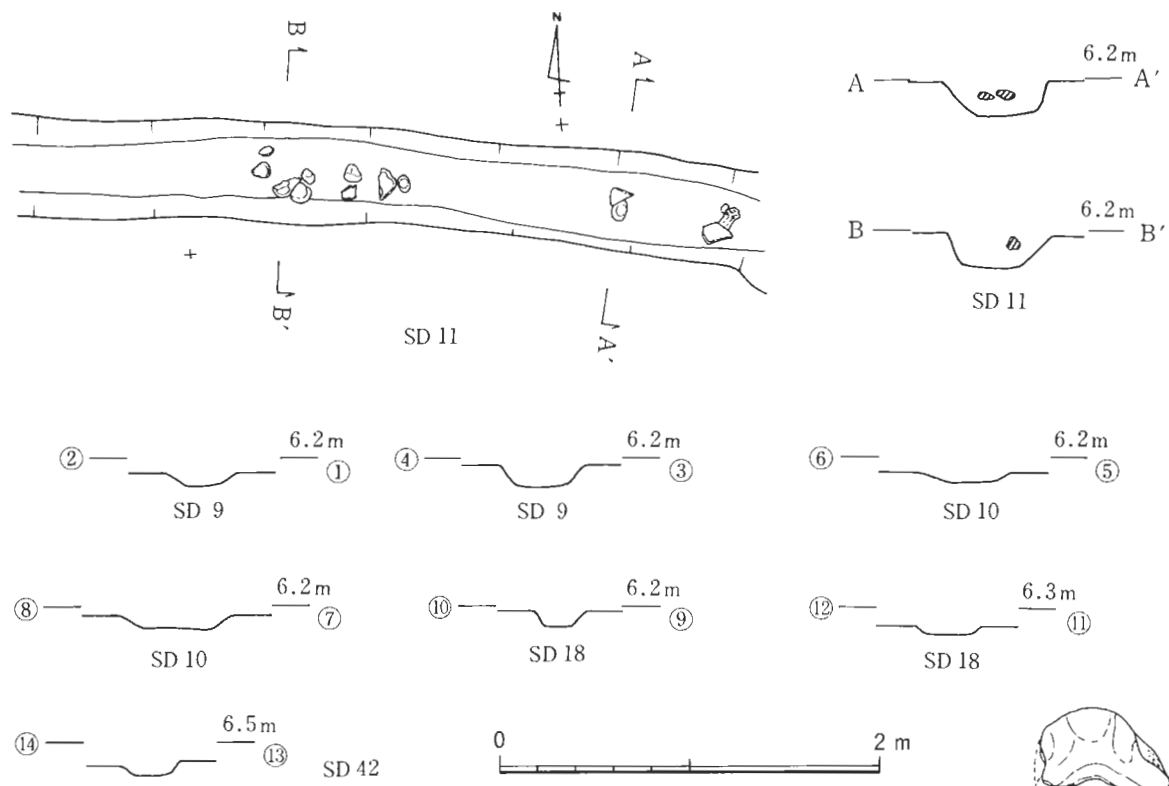 N
B
A
B'
A'
SD 11
6.2m
A A'
6.2m
B B'
SD 11
6.2m
② ①
SD 9
6.2m
④ ③
SD 9
6.2m
⑥ ⑤
SD 10
6.2m
⑧ ⑦
SD 10
6.2m
⑩ ⑨
SD 18
6.3m
⑫ ⑪
SD 18
6.5m
⑭ ⑬
SD 42
0 2 m